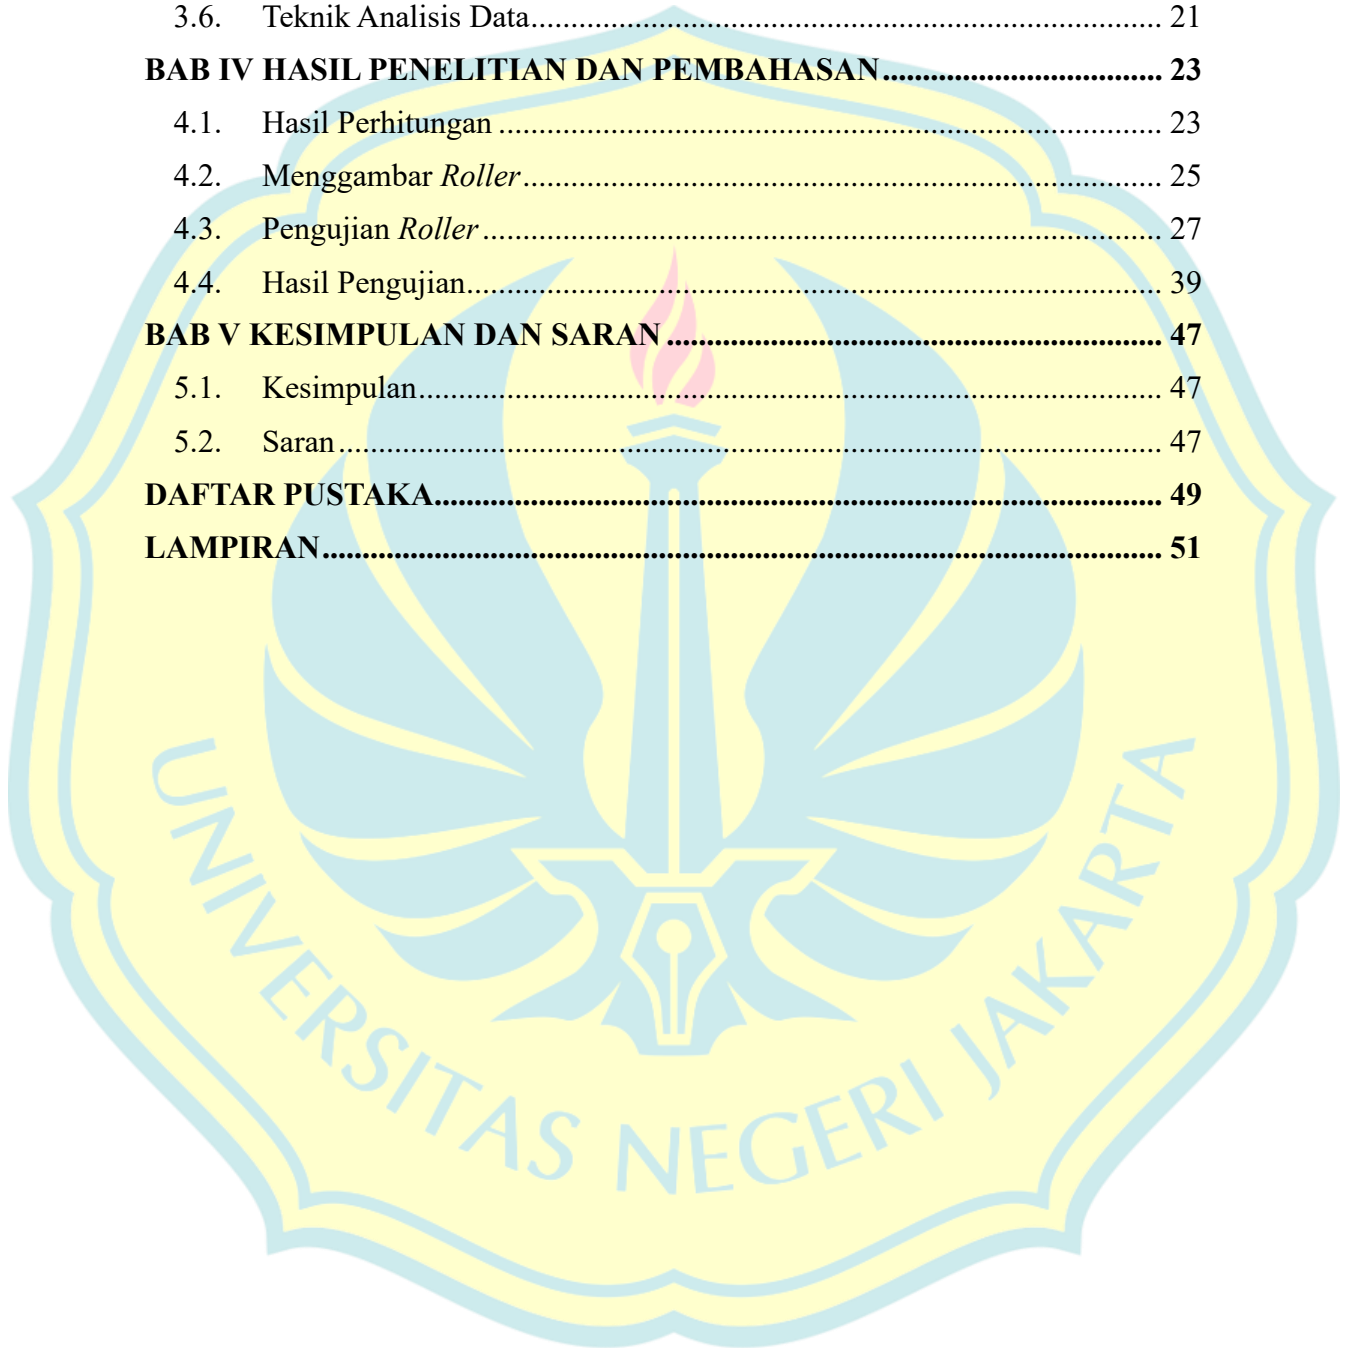 3.6. Teknik Analisis Data........................................................................... 21
BAB IV HASIL PENELITIAN DAN PEMBAHASAN.................................. 23
4.1. Hasil Perhitungan ............................................................................... 23
4.2. Menggambar Roller............................................................................ 25
4.3. Pengujian Roller ................................................................................. 27
4.4. Hasil Pengujian................................................................................... 39
BAB V KESIMPULAN DAN SARAN ............................................................ 47
5.1. Kesimpulan......................................................................................... 47
5.2. Saran ................................................................................................... 47
DAFTAR PUSTAKA........................................................................................ 49
LAMPIRAN...................................................................................................... 51
UNIVERSITAS NEGERI JAKARTA